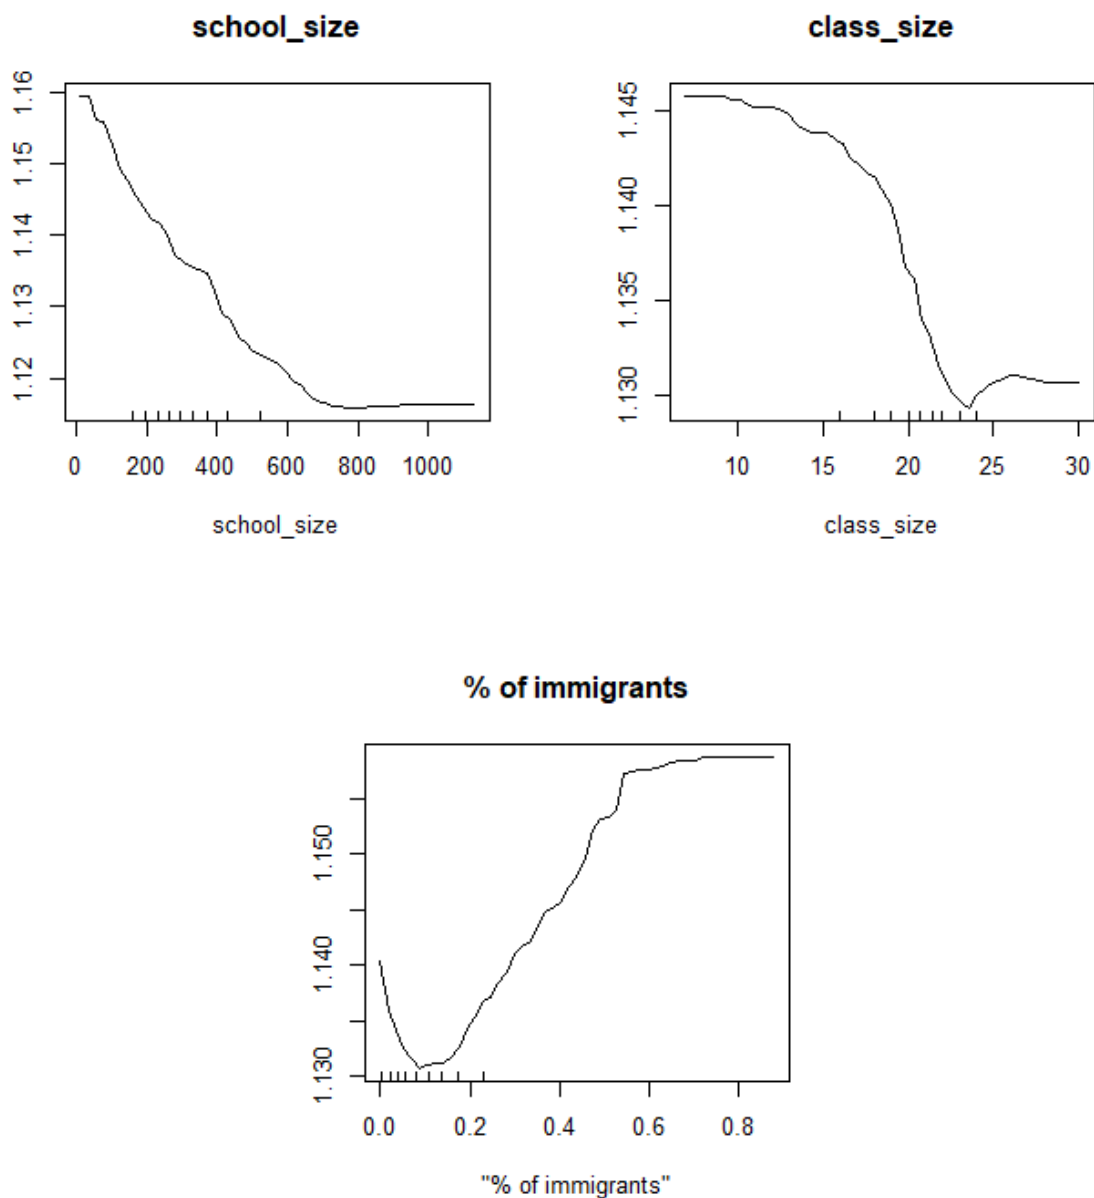 school_size
1.16
1.15
1.14
1.13
1.12
0 200 400 600 800 1000
school_size
class_size
1.145
1.140
1.135
1.130
10 15 20 25 30
class_size
% of immigrants
1.150
1.140
1.130
0.0 0.2 0.4 0.6 0.8
"% of immigrants"